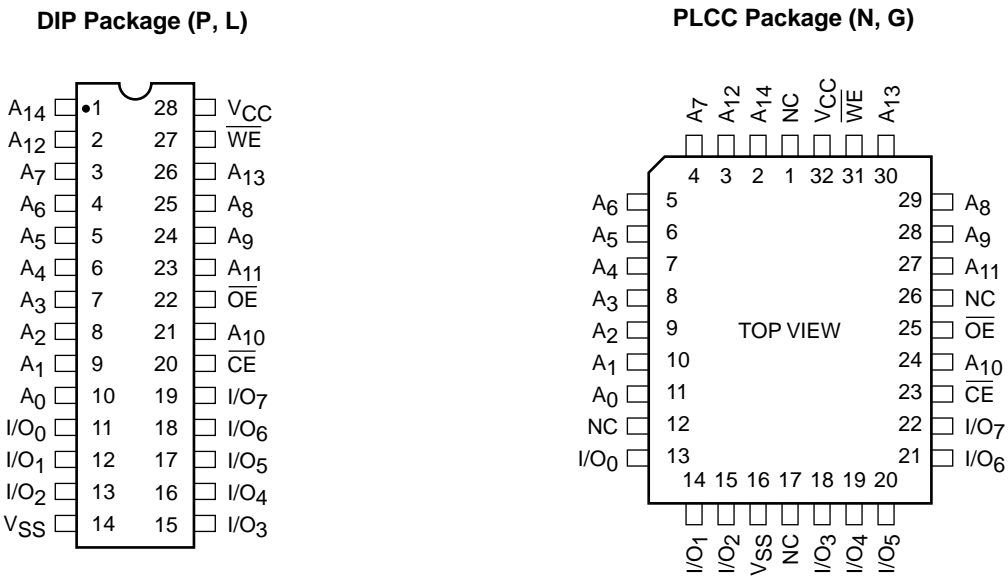 DIP Package (P, L)
A14 1 28 VCC
A12 2 27 WE
A7 3 26 A13
A6 4 25 A8
A5 5 24 A9
A4 6 23 A11
A3 7 22 OE
A2 8 21 A10
A1 9 20 CE
A0 10 19 I/O7
I/O0 11 18 I/O6
I/O1 12 17 I/O5
I/O2 13 16 I/O4
VSS 14 15 I/O3
PLCC Package (N, G)
A7 A12 A14 NC VCC WE A13
4 3 2 1 32 31 30
A6 5 29 A8
A5 6 28 A9
A4 7 27 A11
A3 8 26 NC
A2 9 TOP VIEW 25 OE
A1 10 24 A10
A0 11 23 CE
NC 12 22 I/O7
I/O0 13 21 I/O6
14 15 16 17 18 19 20
I/O1 I/O2 VSS NC I/O3 I/O4 I/O5